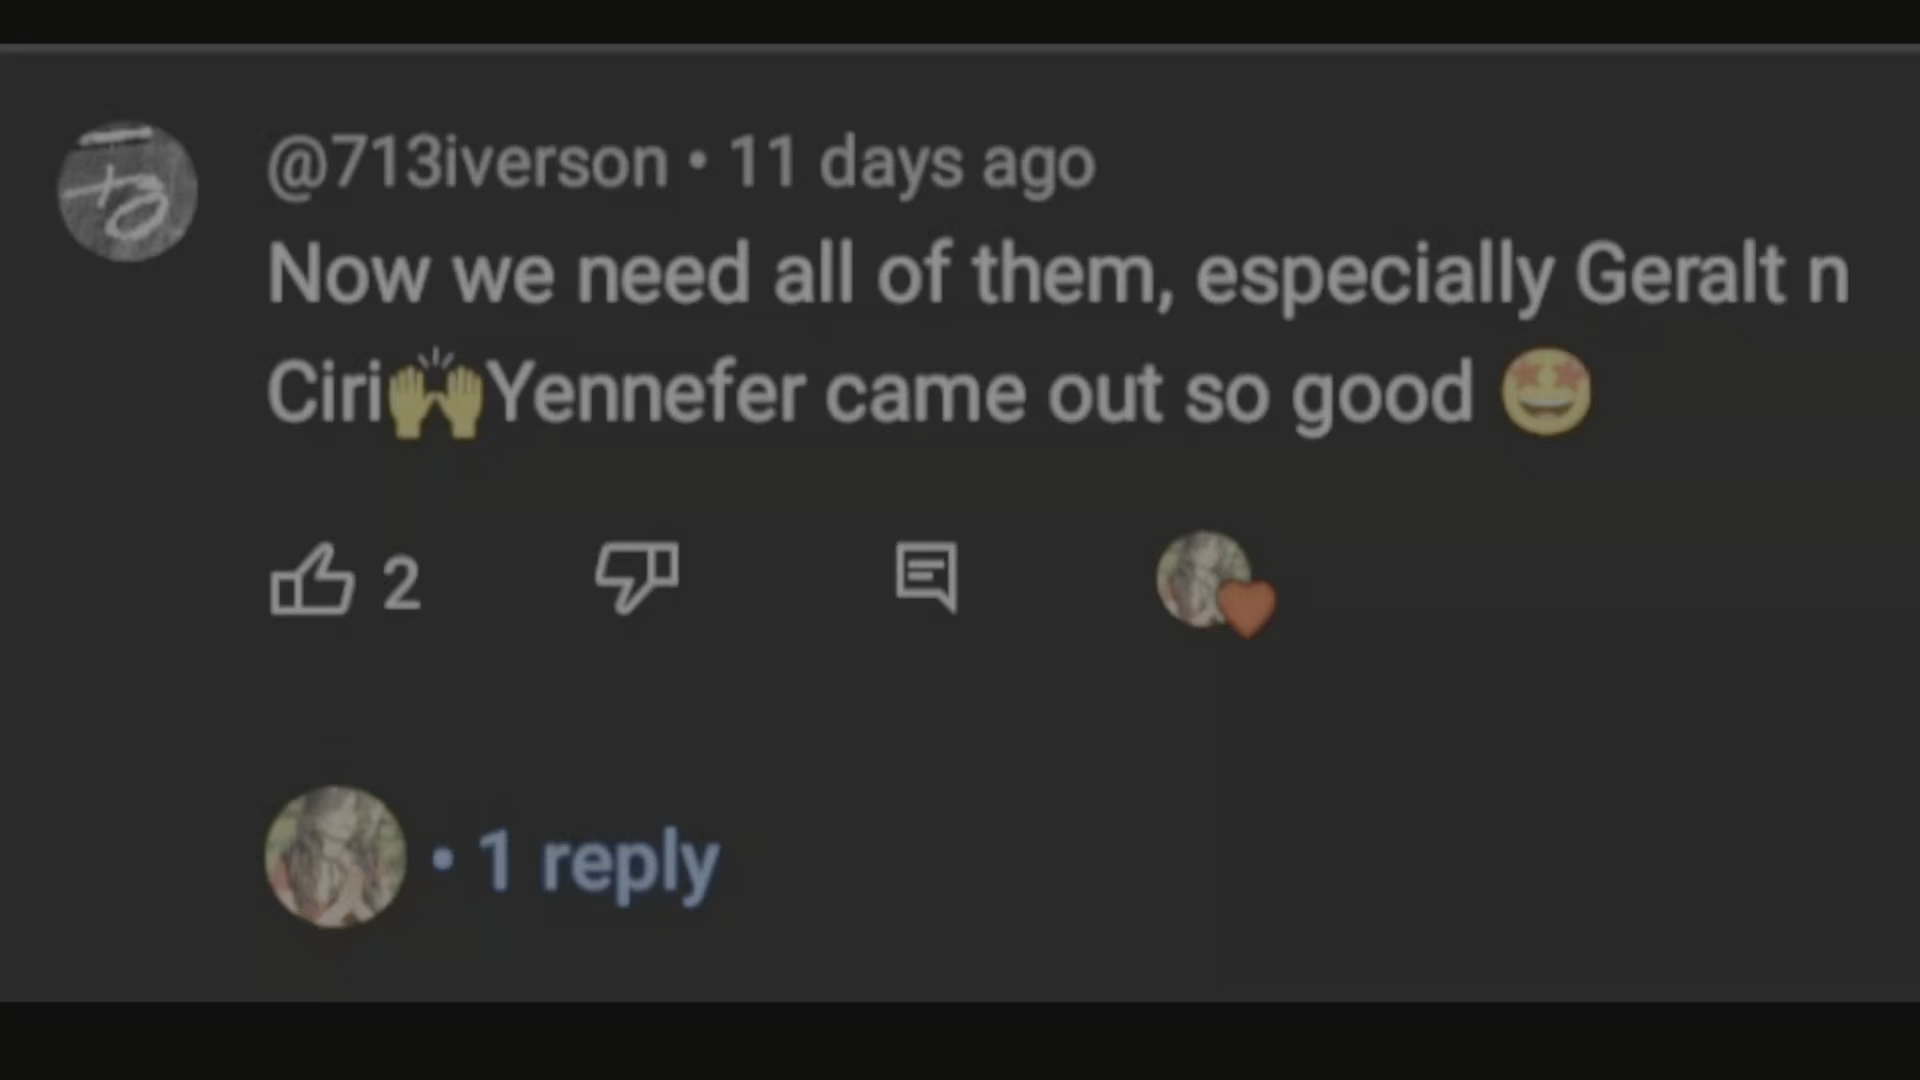 @713iverson • 11 days ago
Now we need all of them, especially Geralt n
Ciri🙌Yennefer came out so good 🤩
2
• 1 reply